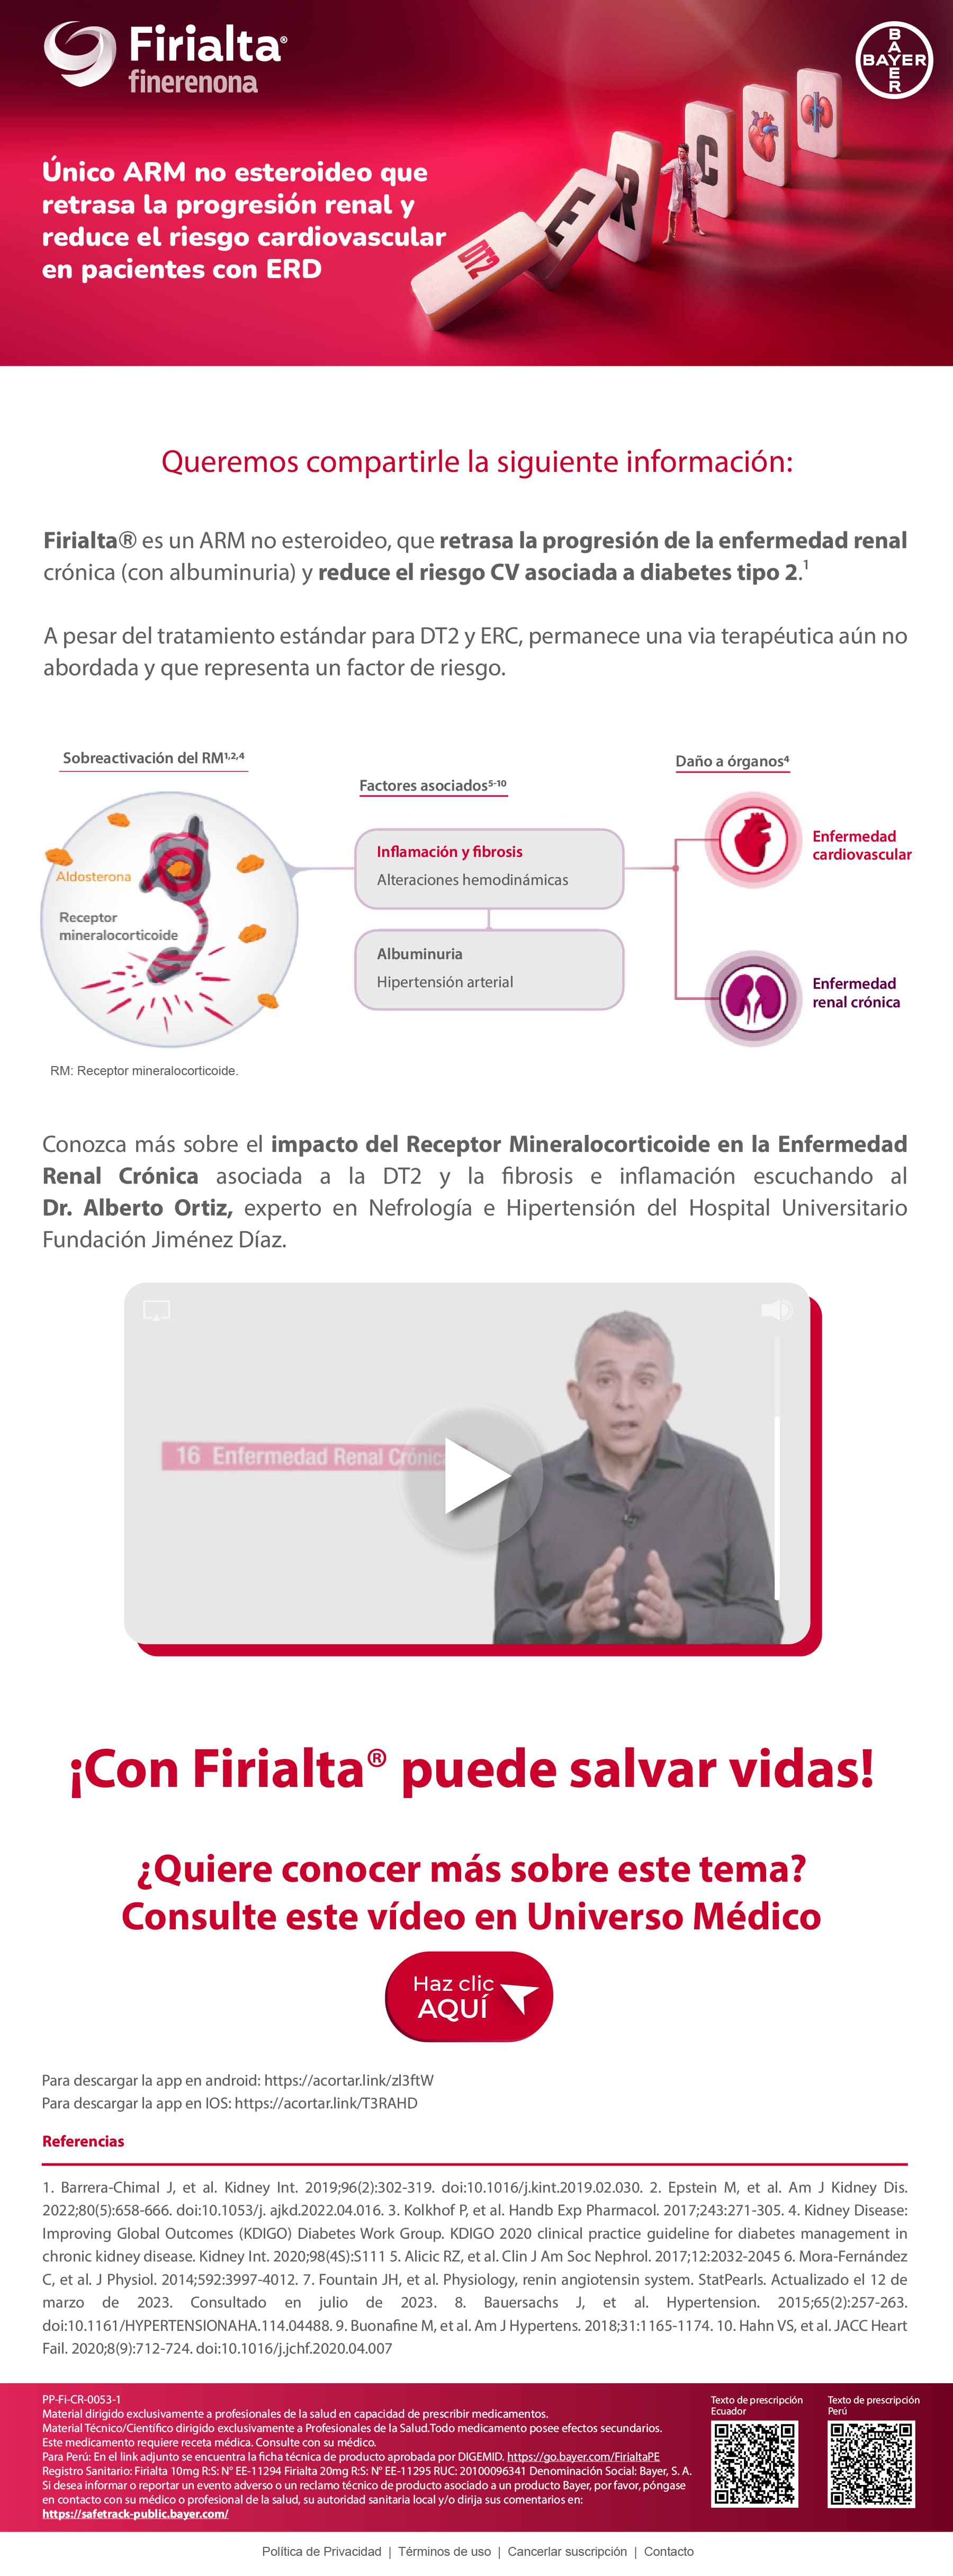 Firialta®
finerenona
BAYER
BAYER
Único ARM no esteroideo que
retrasa la progresión renal y
reduce el riesgo cardiovascular
en pacientes con ERD
DT2
E
R
C
Queremos compartirle la siguiente información:
Firialta® es un ARM no esteroideo, que retrasa la progresión de la enfermedad renal
crónica (con albuminuria) y reduce el riesgo CV asociada a diabetes tipo 2.¹
A pesar del tratamiento estándar para DT2 y ERC, permanece una via terapéutica aún no
abordada y que representa un factor de riesgo.
Sobreactivación del RM¹,²,⁴
Factores asociados⁵⁻¹⁰
Daño a órganos⁴
Aldosterona
Receptor
mineralocorticoide
Inflamación y fibrosis
Alteraciones hemodinámicas
Albuminuria
Hipertensión arterial
Enfermedad
cardiovascular
Enfermedad
renal crónica
RM: Receptor mineralocorticoide.
Conozca más sobre el impacto del Receptor Mineralocorticoide en la Enfermedad
Renal Crónica asociada a la DT2 y la fibrosis e inflamación escuchando al
Dr. Alberto Ortiz, experto en Nefrología e Hipertensión del Hospital Universitario
Fundación Jiménez Díaz.
16 Enfermedad Renal Crónica
¡Con Firialta® puede salvar vidas!
¿Quiere conocer más sobre este tema?
Consulte este vídeo en Universo Médico
Haz clic
AQUÍ
Para descargar la app en android: https://acortar.link/zl3ftW
Para descargar la app en IOS: https://acortar.link/T3RAHD
Referencias
1. Barrera-Chimal J, et al. Kidney Int. 2019;96(2):302-319. doi:10.1016/j.kint.2019.02.030. 2. Epstein M, et al. Am J Kidney Dis.
2022;80(5):658-666. doi:10.1053/j. ajkd.2022.04.016. 3. Kolkhof P, et al. Handb Exp Pharmacol. 2017;243:271-305. 4. Kidney Disease:
Improving Global Outcomes (KDIGO) Diabetes Work Group. KDIGO 2020 clinical practice guideline for diabetes management in
chronic kidney disease. Kidney Int. 2020;98(4S):S111 5. Alicic RZ, et al. Clin J Am Soc Nephrol. 2017;12:2032-2045 6. Mora-Fernández
C, et al. J Physiol. 2014;592:3997-4012. 7. Fountain JH, et al. Physiology, renin angiotensin system. StatPearls. Actualizado el 12 de
marzo de 2023. Consultado en julio de 2023. 8. Bauersachs J, et al. Hypertension. 2015;65(2):257-263.
doi:10.1161/HYPERTENSIONAHA.114.04488. 9. Buonafine M, et al. Am J Hypertens. 2018;31:1165-1174. 10. Hahn VS, et al. JACC Heart
Fail. 2020;8(9):712-724. doi:10.1016/j.jchf.2020.04.007
PP-Fi-CR-0053-1
Material dirigido exclusivamente a profesionales de la salud en capacidad de prescribir medicamentos.
Material Técnico/Científico dirigido exclusivamente a Profesionales de la Salud.Todo medicamento posee efectos secundarios.
Este medicamento requiere receta médica. Consulte con su médico.
Para Perú: En el link adjunto se encuentra la ficha técnica de producto aprobada por DIGEMID. https://go.bayer.com/FirialtaPE
Registro Sanitario: Firialta 10mg R:S: N° EE-11294 Firialta 20mg R:S: N° EE-11295 RUC: 20100096341 Denominación Social: Bayer, S. A.
Si desea informar o reportar un evento adverso o un reclamo técnico de producto asociado a un producto Bayer, por favor, póngase
en contacto con su médico o profesional de la salud, su autoridad sanitaria local y/o dirija sus comentarios en:
https://safetrack-public.bayer.com/
Texto de prescripción
Ecuador
Texto de prescripción
Perú
Política de Privacidad | Términos de uso | Cancerlar suscripción | Contacto